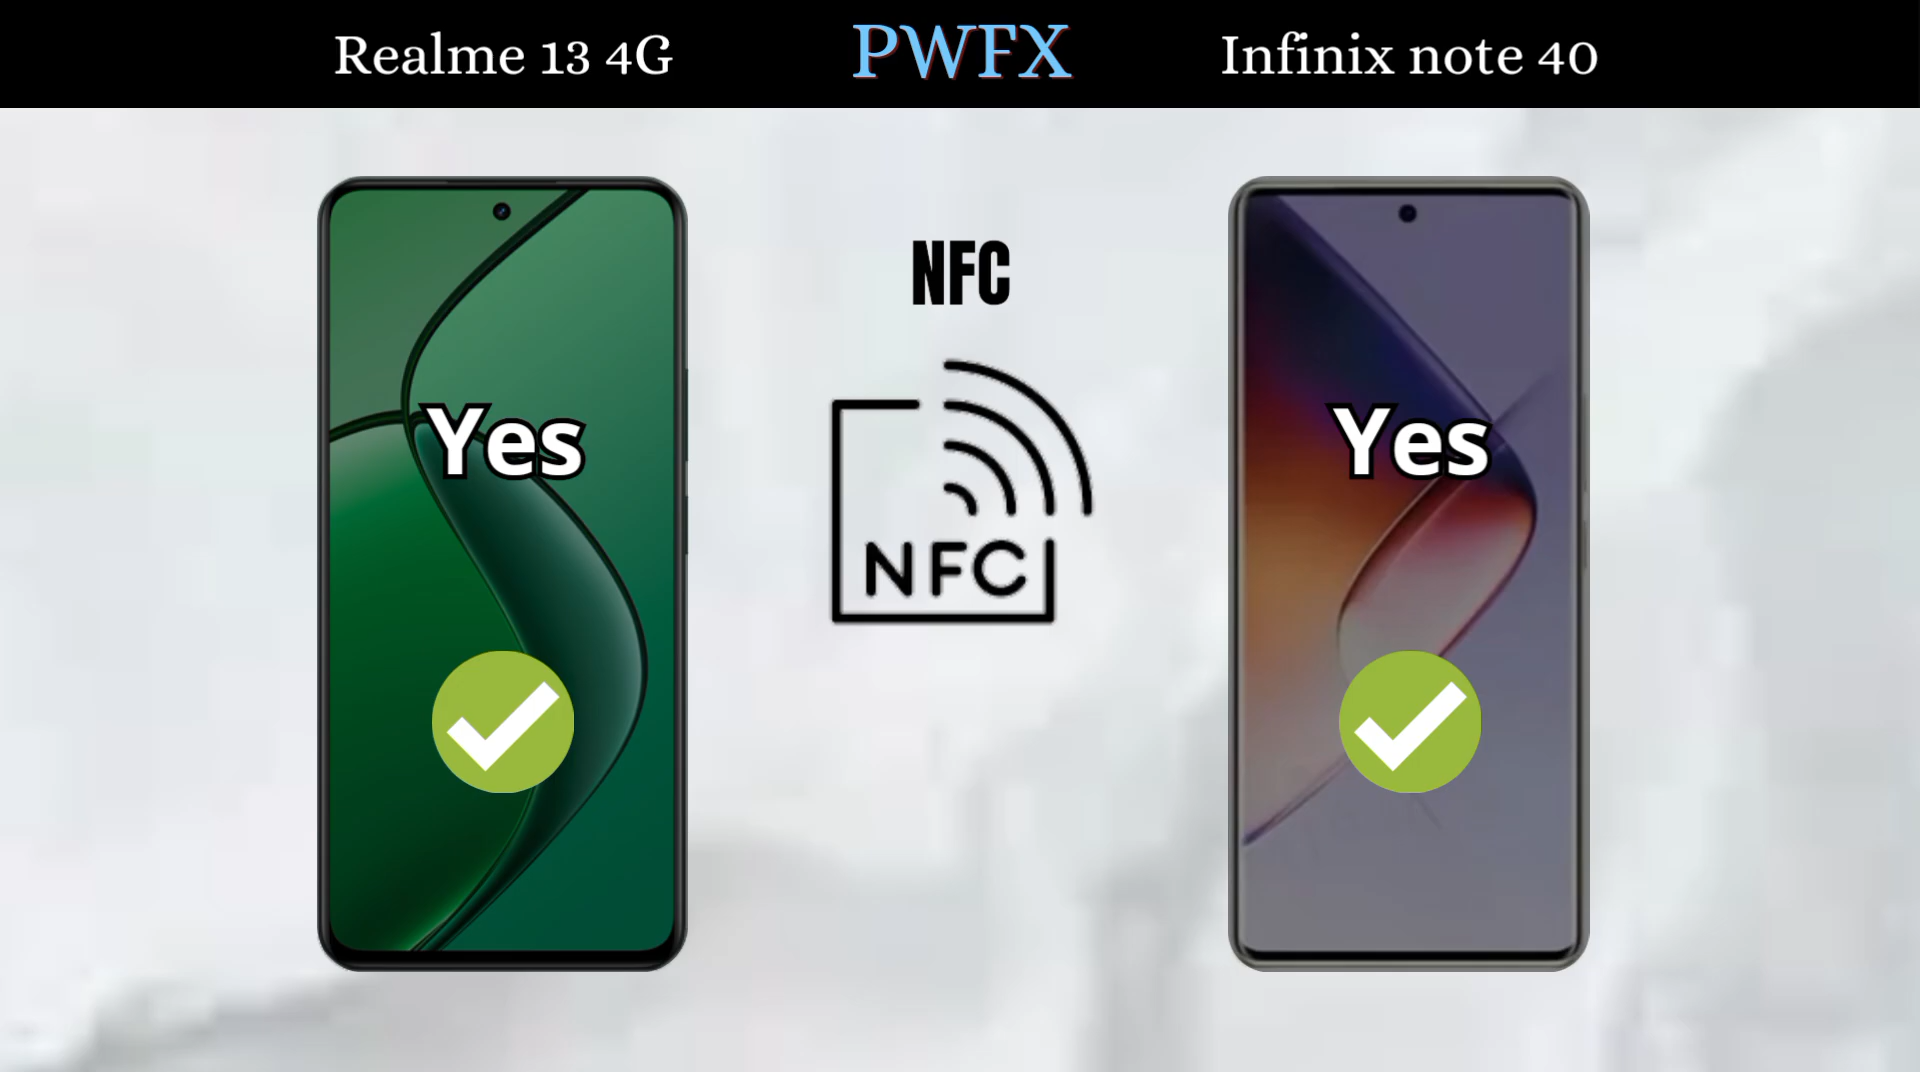 Realme 13 4G
PWFX
Infinix note 40
NFC
Yes
Yes
NFC